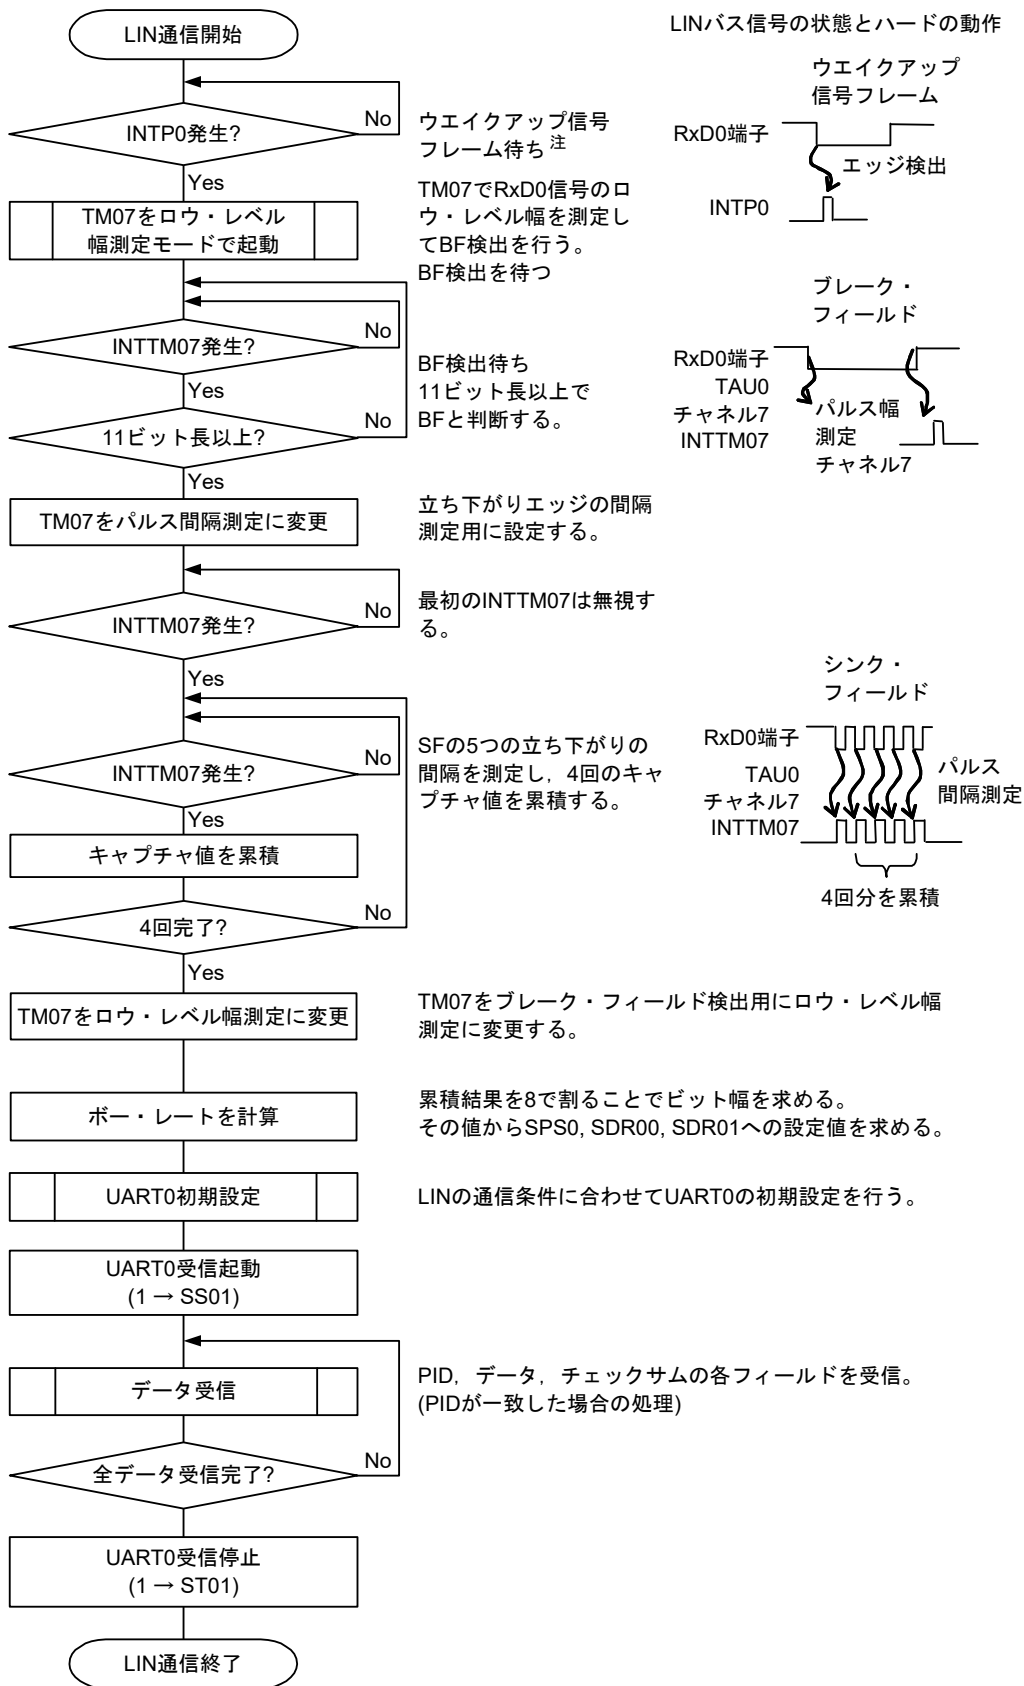 LIN通信開始
LINバス信号の状態とハードの動作
INTP0発生?
No
Yes
ウエイクアップ信号
フレーム待ち注
ウエイクアップ
信号フレーム
RxD0端子
エッジ検出
INTP0
TM07をロウ・レベル
幅測定モードで起動
TM07でRxD0信号のロ
ウ・レベル幅を測定し
てBF検出を行う。
BF検出を待つ
INTTM07発生?
No
Yes
BF検出待ち
11ビット長以上で
BFと判断する。
11ビット長以上?
No
Yes
ブレーク・
フィールド
RxD0端子
TAU0
チャネル7
INTTM07
パルス幅
測定
チャネル7
TM07をパルス間隔測定に変更
立ち下がりエッジの間隔
測定用に設定する。
INTTM07発生?
No
Yes
最初のINTTM07は無視す
る。
INTTM07発生?
No
Yes
SFの5つの立ち下がりの
間隔を測定し，4回のキャ
プチャ値を累積する。
シンク・
フィールド
RxD0端子
TAU0
チャネル7
INTTM07
パルス
間隔測定
4回分を累積
キャプチャ値を累積
4回完了?
No
Yes
TM07をロウ・レベル幅測定に変更
TM07をブレーク・フィールド検出用にロウ・レベル幅
測定に変更する。
ボー・レートを計算
累積結果を8で割ることでビット幅を求める。
その値からSPS0, SDR00, SDR01への設定値を求める。
UART0初期設定
LINの通信条件に合わせてUART0の初期設定を行う。
UART0受信起動
(1 → SS01)
データ受信
PID，データ，チェックサムの各フィールドを受信。
(PIDが一致した場合の処理)
全データ受信完了?
No
UART0受信停止
(1 → ST01)
LIN通信終了